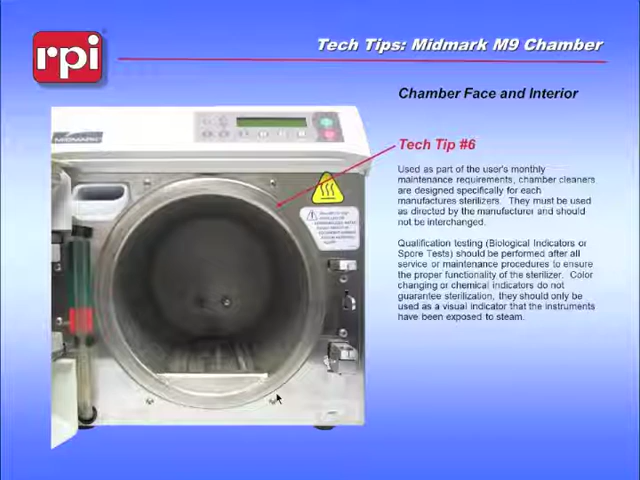 rpi
Tech Tips: Midmark M9 Chamber
Chamber Face and Interior
MIDMARK
Tech Tip #6
Used as part of the user's monthly
maintenance requirements, chamber cleaners
are designed specifically for each
manufactures sterilizers. They must be used
as directed by the manufacturer and should
not be interchanged.
Qualification testing (Biological Indicators or
Spore Tests) should be performed after all
service or maintenance procedures to ensure
the proper functionality of the sterilizer. Color
changing or chemical indicators do not
guarantee sterilization, they should only be
used as a visual indicator that the instruments
have been exposed to steam.